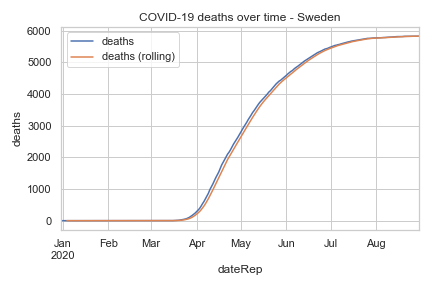 COVID-19 deaths over time - Sweden
deaths
deaths (rolling)
6000
5000
4000
3000
2000
1000
0
deaths
Jan Feb Mar Apr May Jun Jul Aug
2020
dateRep